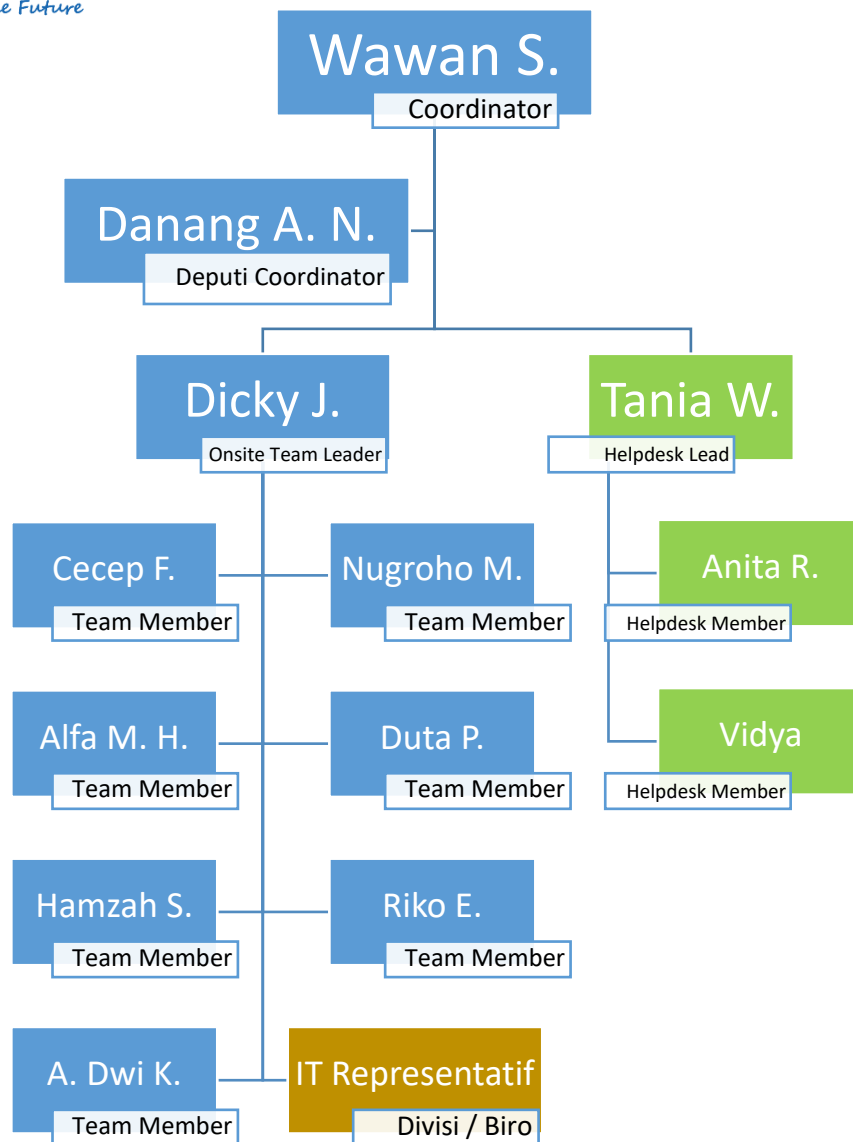 Future
Wawan S.
Coordinator
Danang A. N.
Deputi Coordinator
Dicky J.
Onsite Team Leader
Tania W.
Helpdesk Lead
Cecep F.
Team Member
Nugroho M.
Team Member
Anita R.
Helpdesk Member
Alfa M. H.
Team Member
Duta P.
Team Member
Vidya
Helpdesk Member
Hamzah S.
Team Member
Riko E.
Team Member
A. Dwi K.
Team Member
IT Representatif
Divisi / Biro